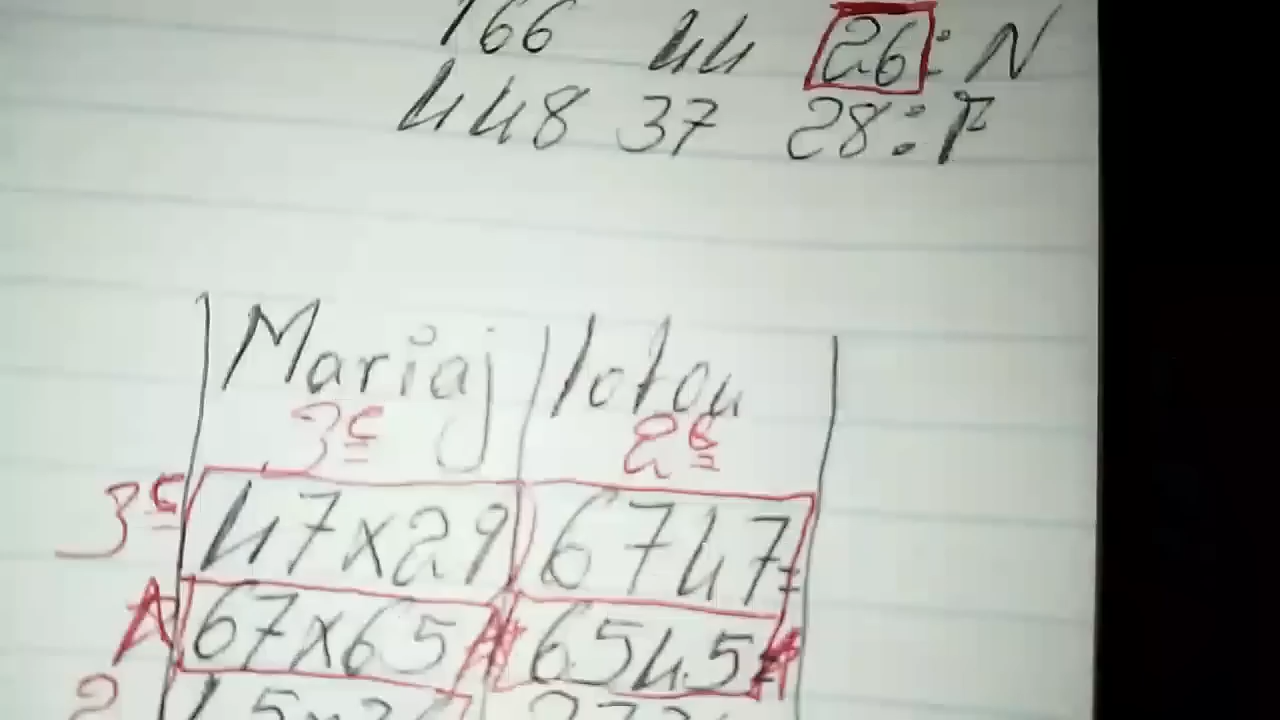 166 44 26: N
448 37 28: F
Mariaj lotou
3e 2e
3e 47x29 6747=
A 67x65 A 6545=A